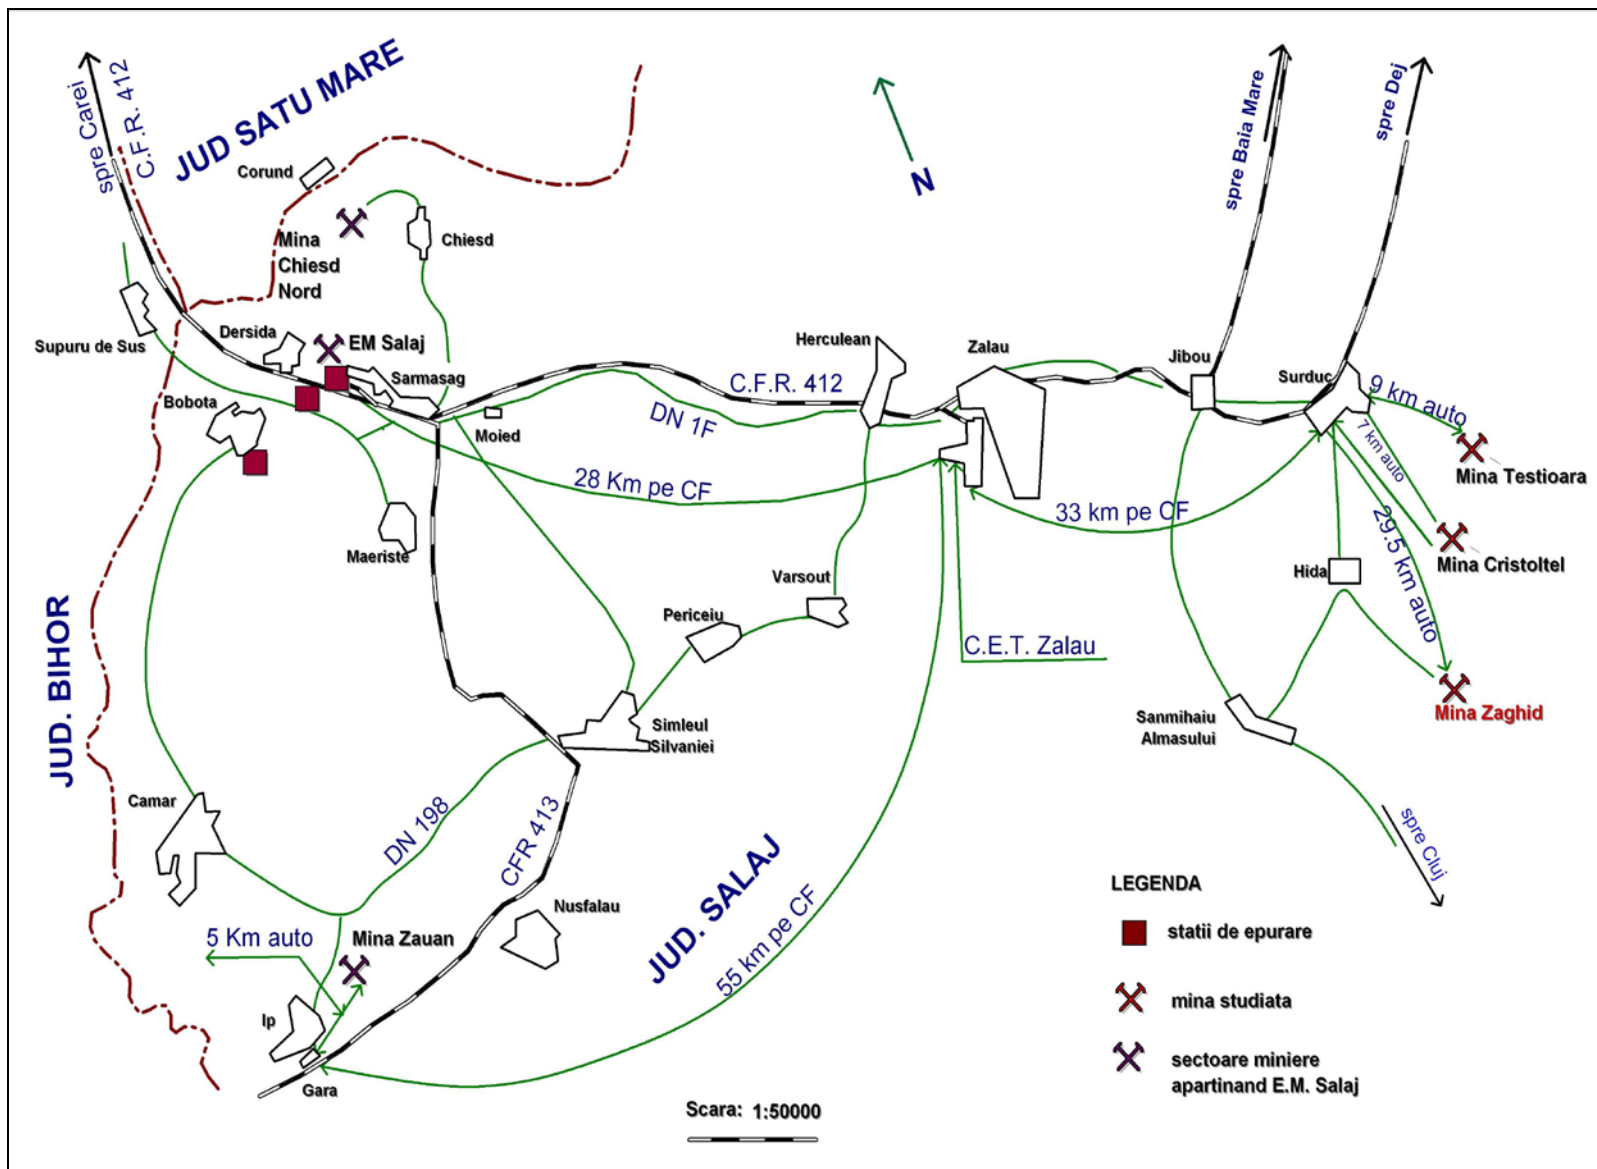 spre Carei
C.F.R. 412
JUD SATU MARE
Corund
Mina
Chiesd
Nord
Chiesd
N
spre Baia Mare
spre Dej
Supuru de Sus
Dersida
EM Salaj
Sarmasag
Bobota
Moied
Herculean
C.F.R. 412
DN 1F
Zalau
Jibou
Surduc
9 km auto
7 km auto
Mina Testioara
28 Km pe CF
33 km pe CF
29.5 km auto
Maeriste
Mina Cristoltel
Hida
Varsout
Periceiu
C.E.T. Zalau
JUD. BIHOR
Simleul
Silvaniei
Sanmihaiu
Almasului
Mina Zaghid
Camar
DN 198
CFR 413
JUD. SALAJ
55 km pe CF
spre Cluj
Nusfalau
5 Km auto
Mina Zauan
Ip
Gara
LEGENDA
statii de epurare
mina studiata
sectoare miniere
apartinand E.M. Salaj
Scara: 1:50000